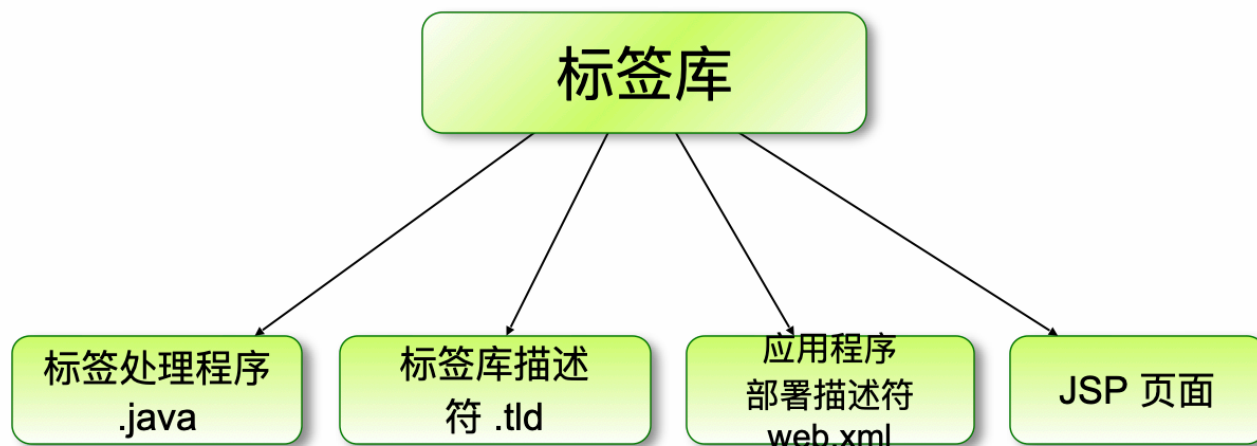 标签库
标签处理程序
.java
标签库描述
符 .tld
应用程序
部署描述符
web.xml
JSP 页面